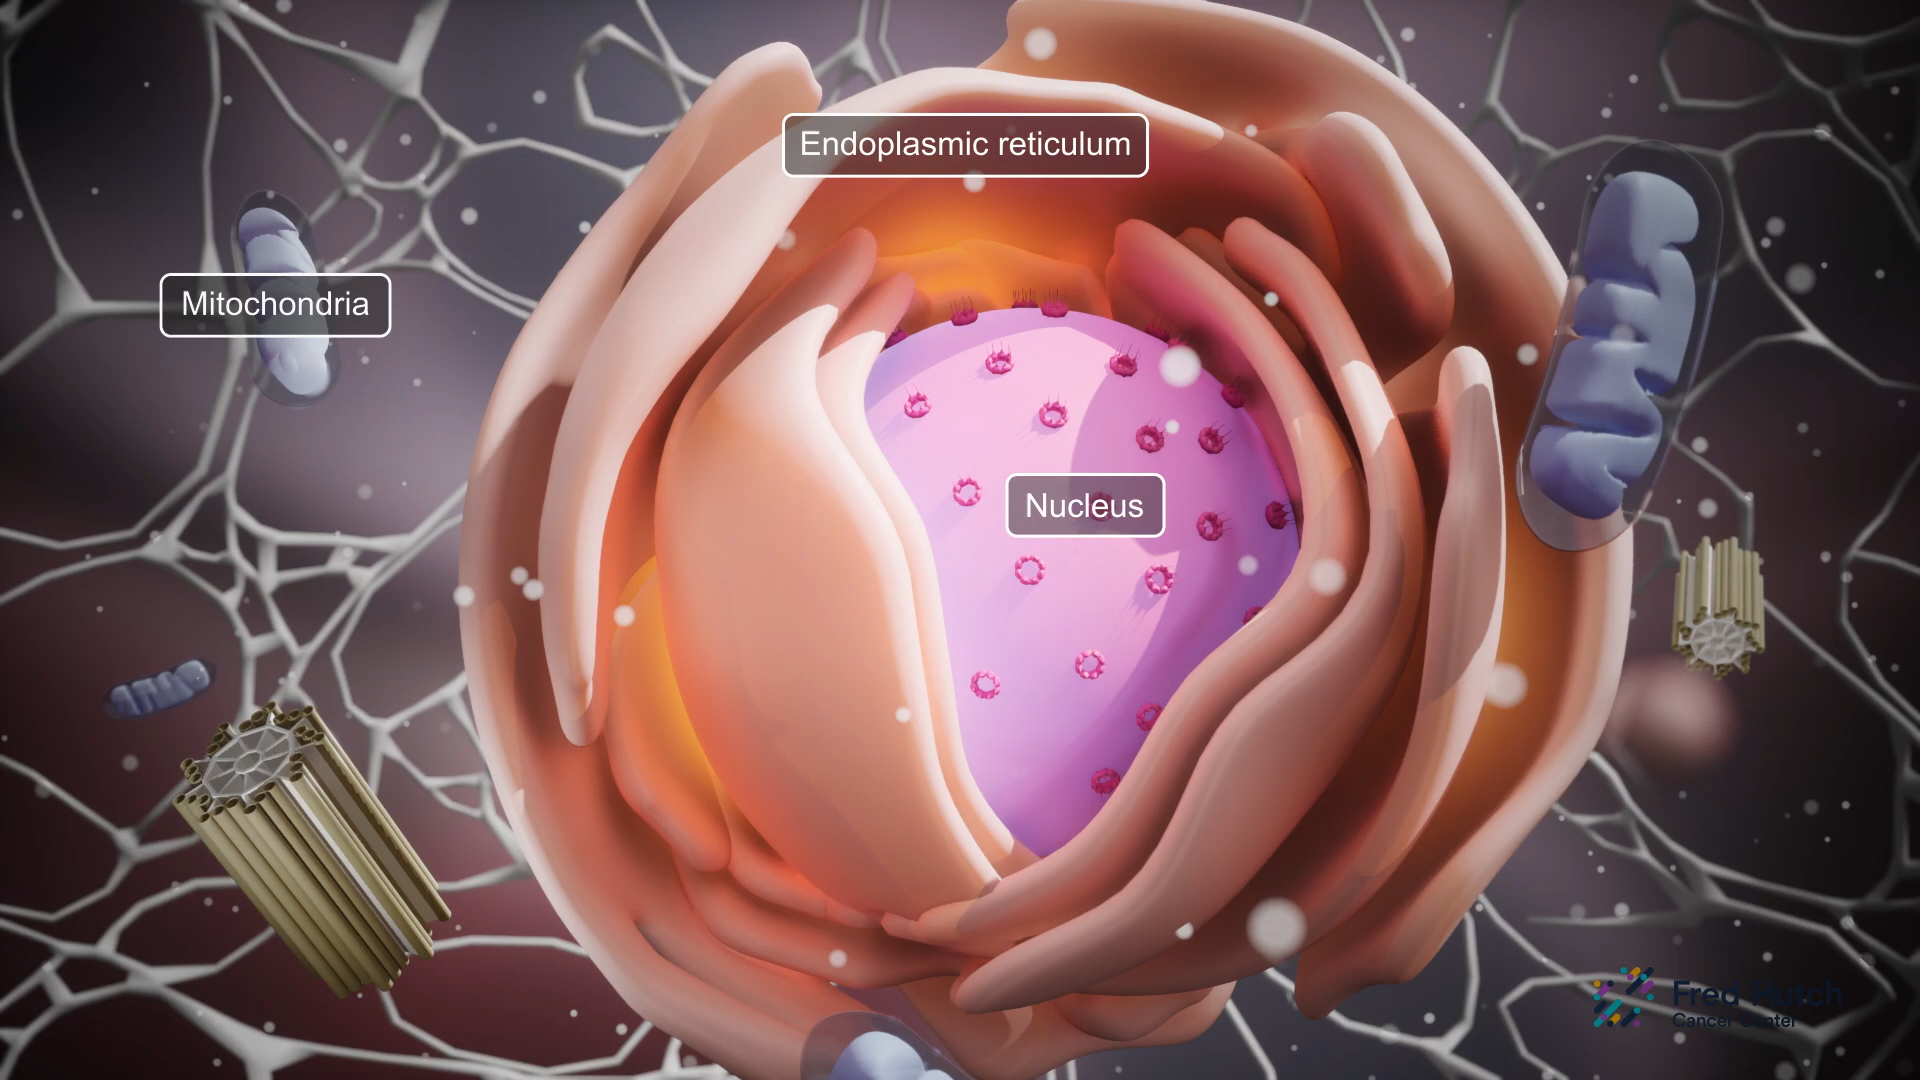 Endoplasmic reticulum
Mitochondria
Nucleus
Fred Hutch
Cancer Center